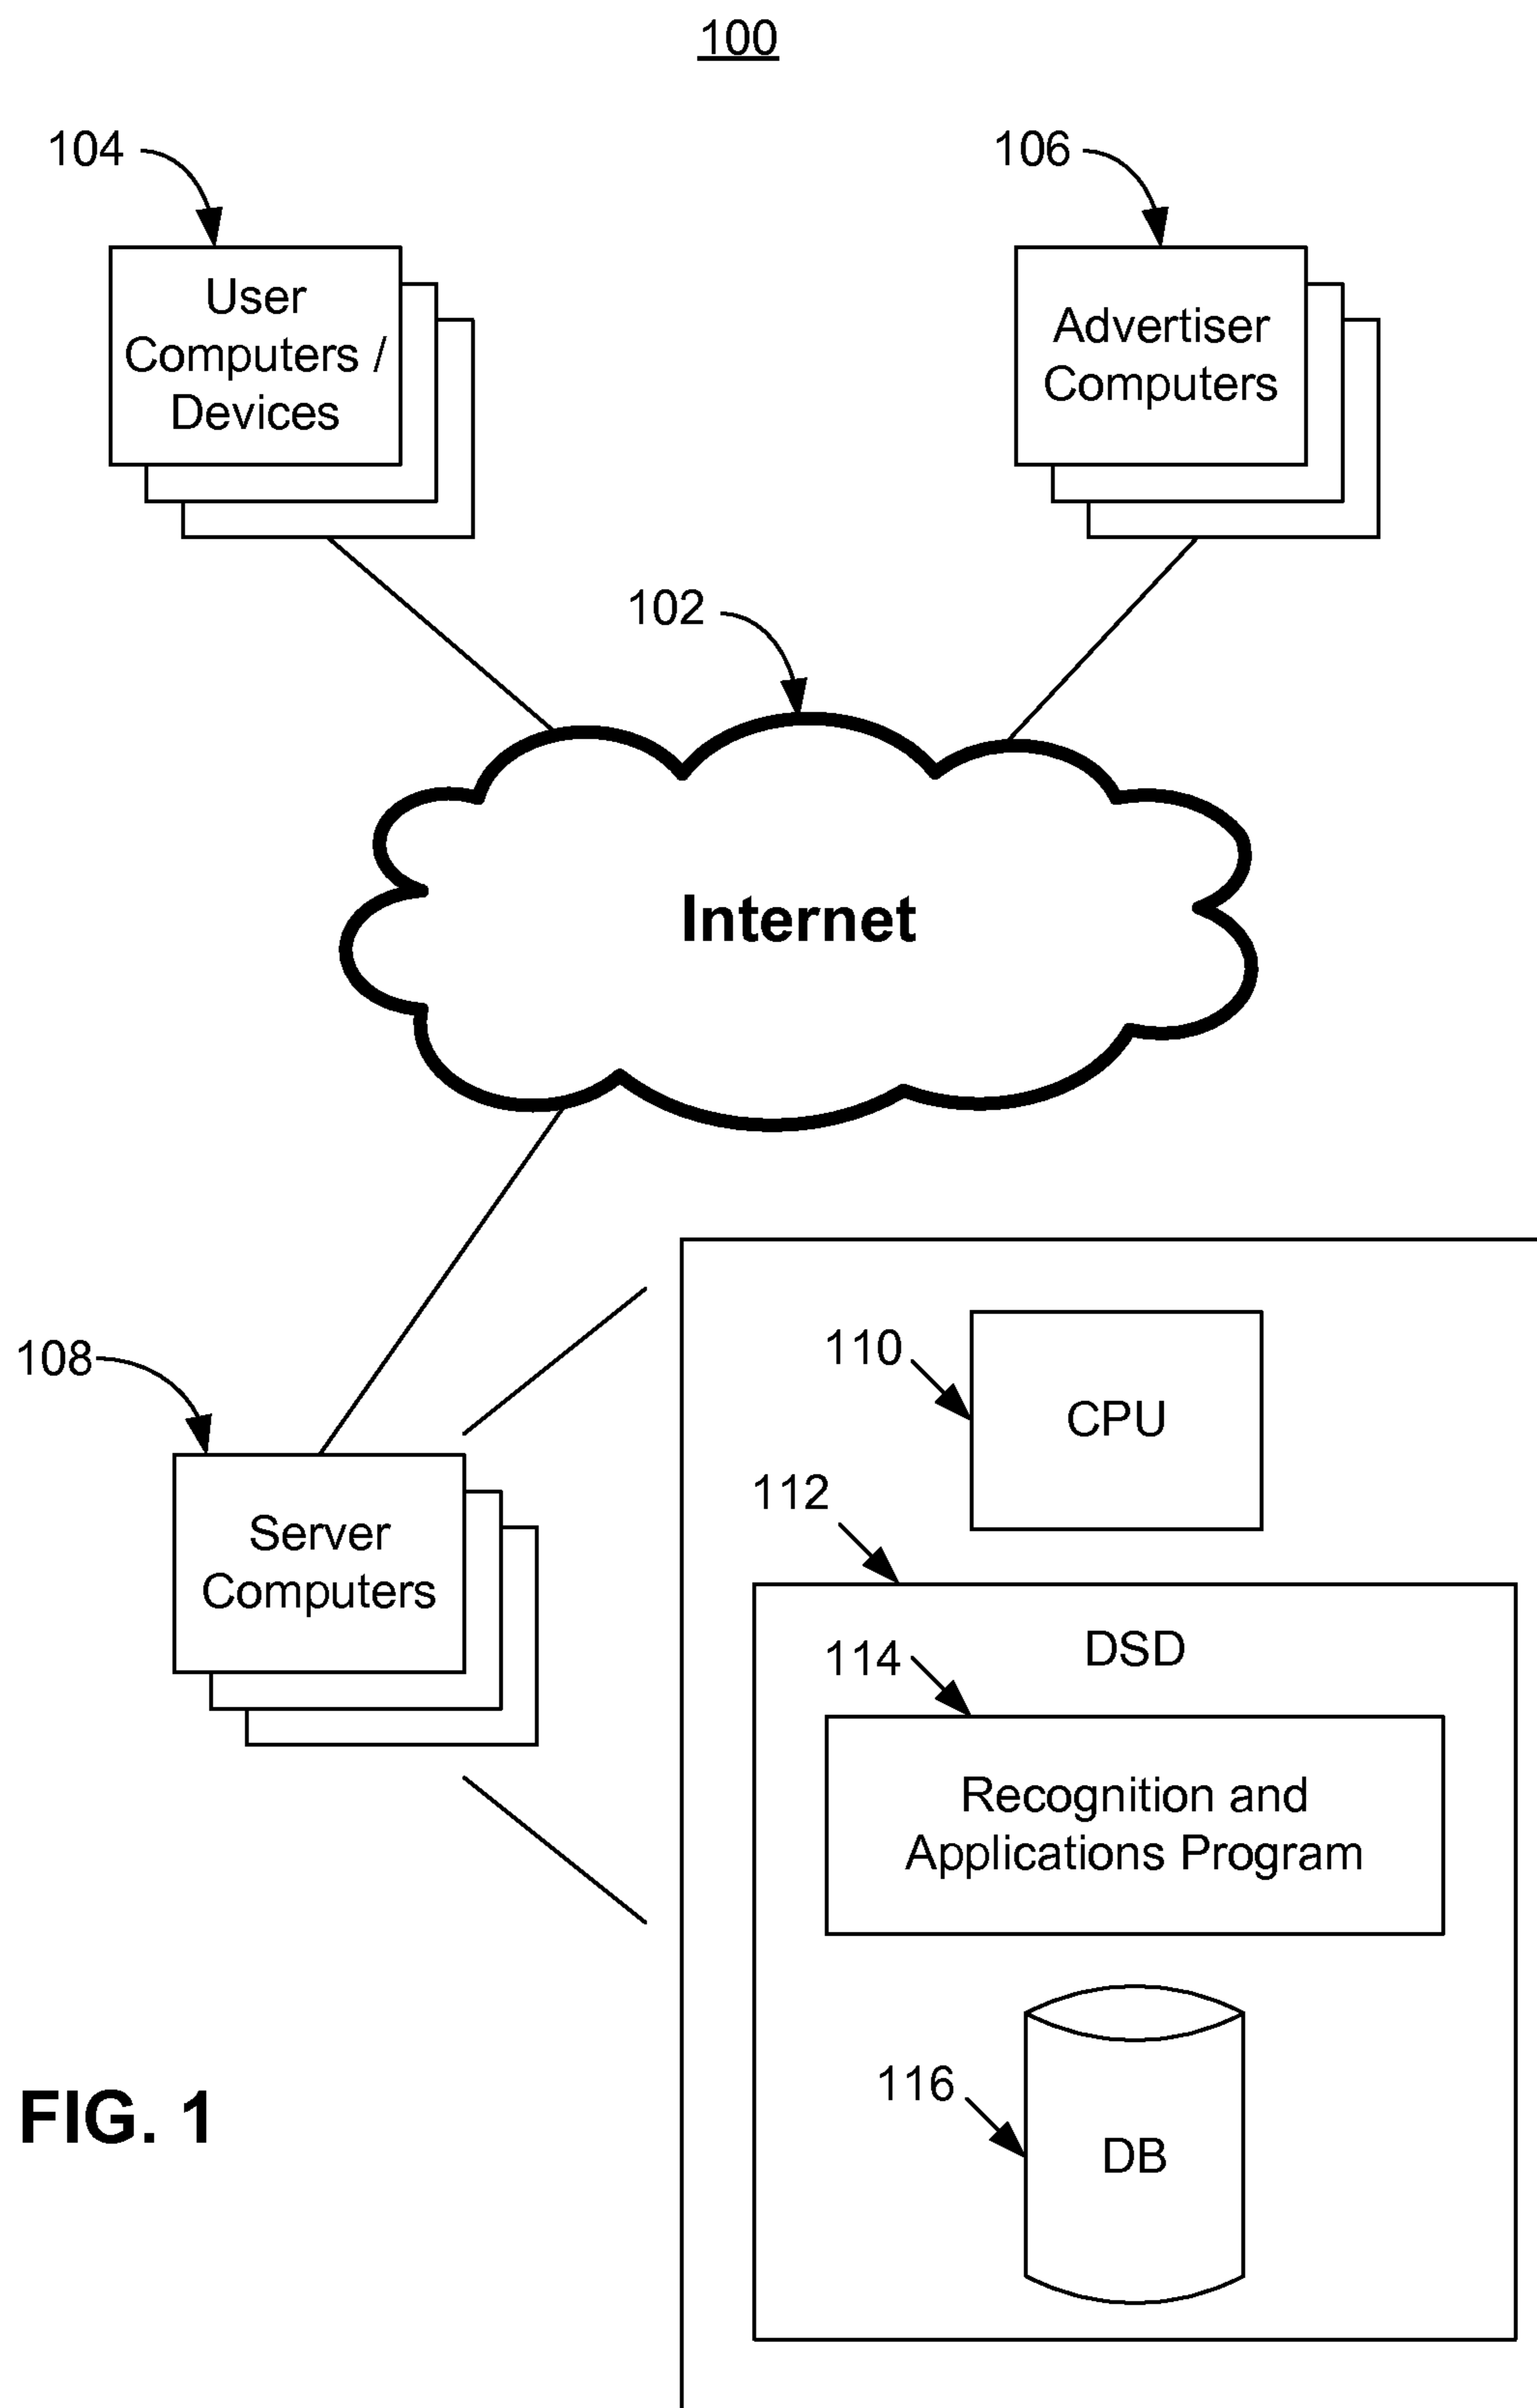 100
104
106
User
Computers /
Devices
Advertiser
Computers
102
Internet
108
Server
Computers
110
CPU
112
DSD
114
Recognition and
Applications Program
116
DB
FIG. 1